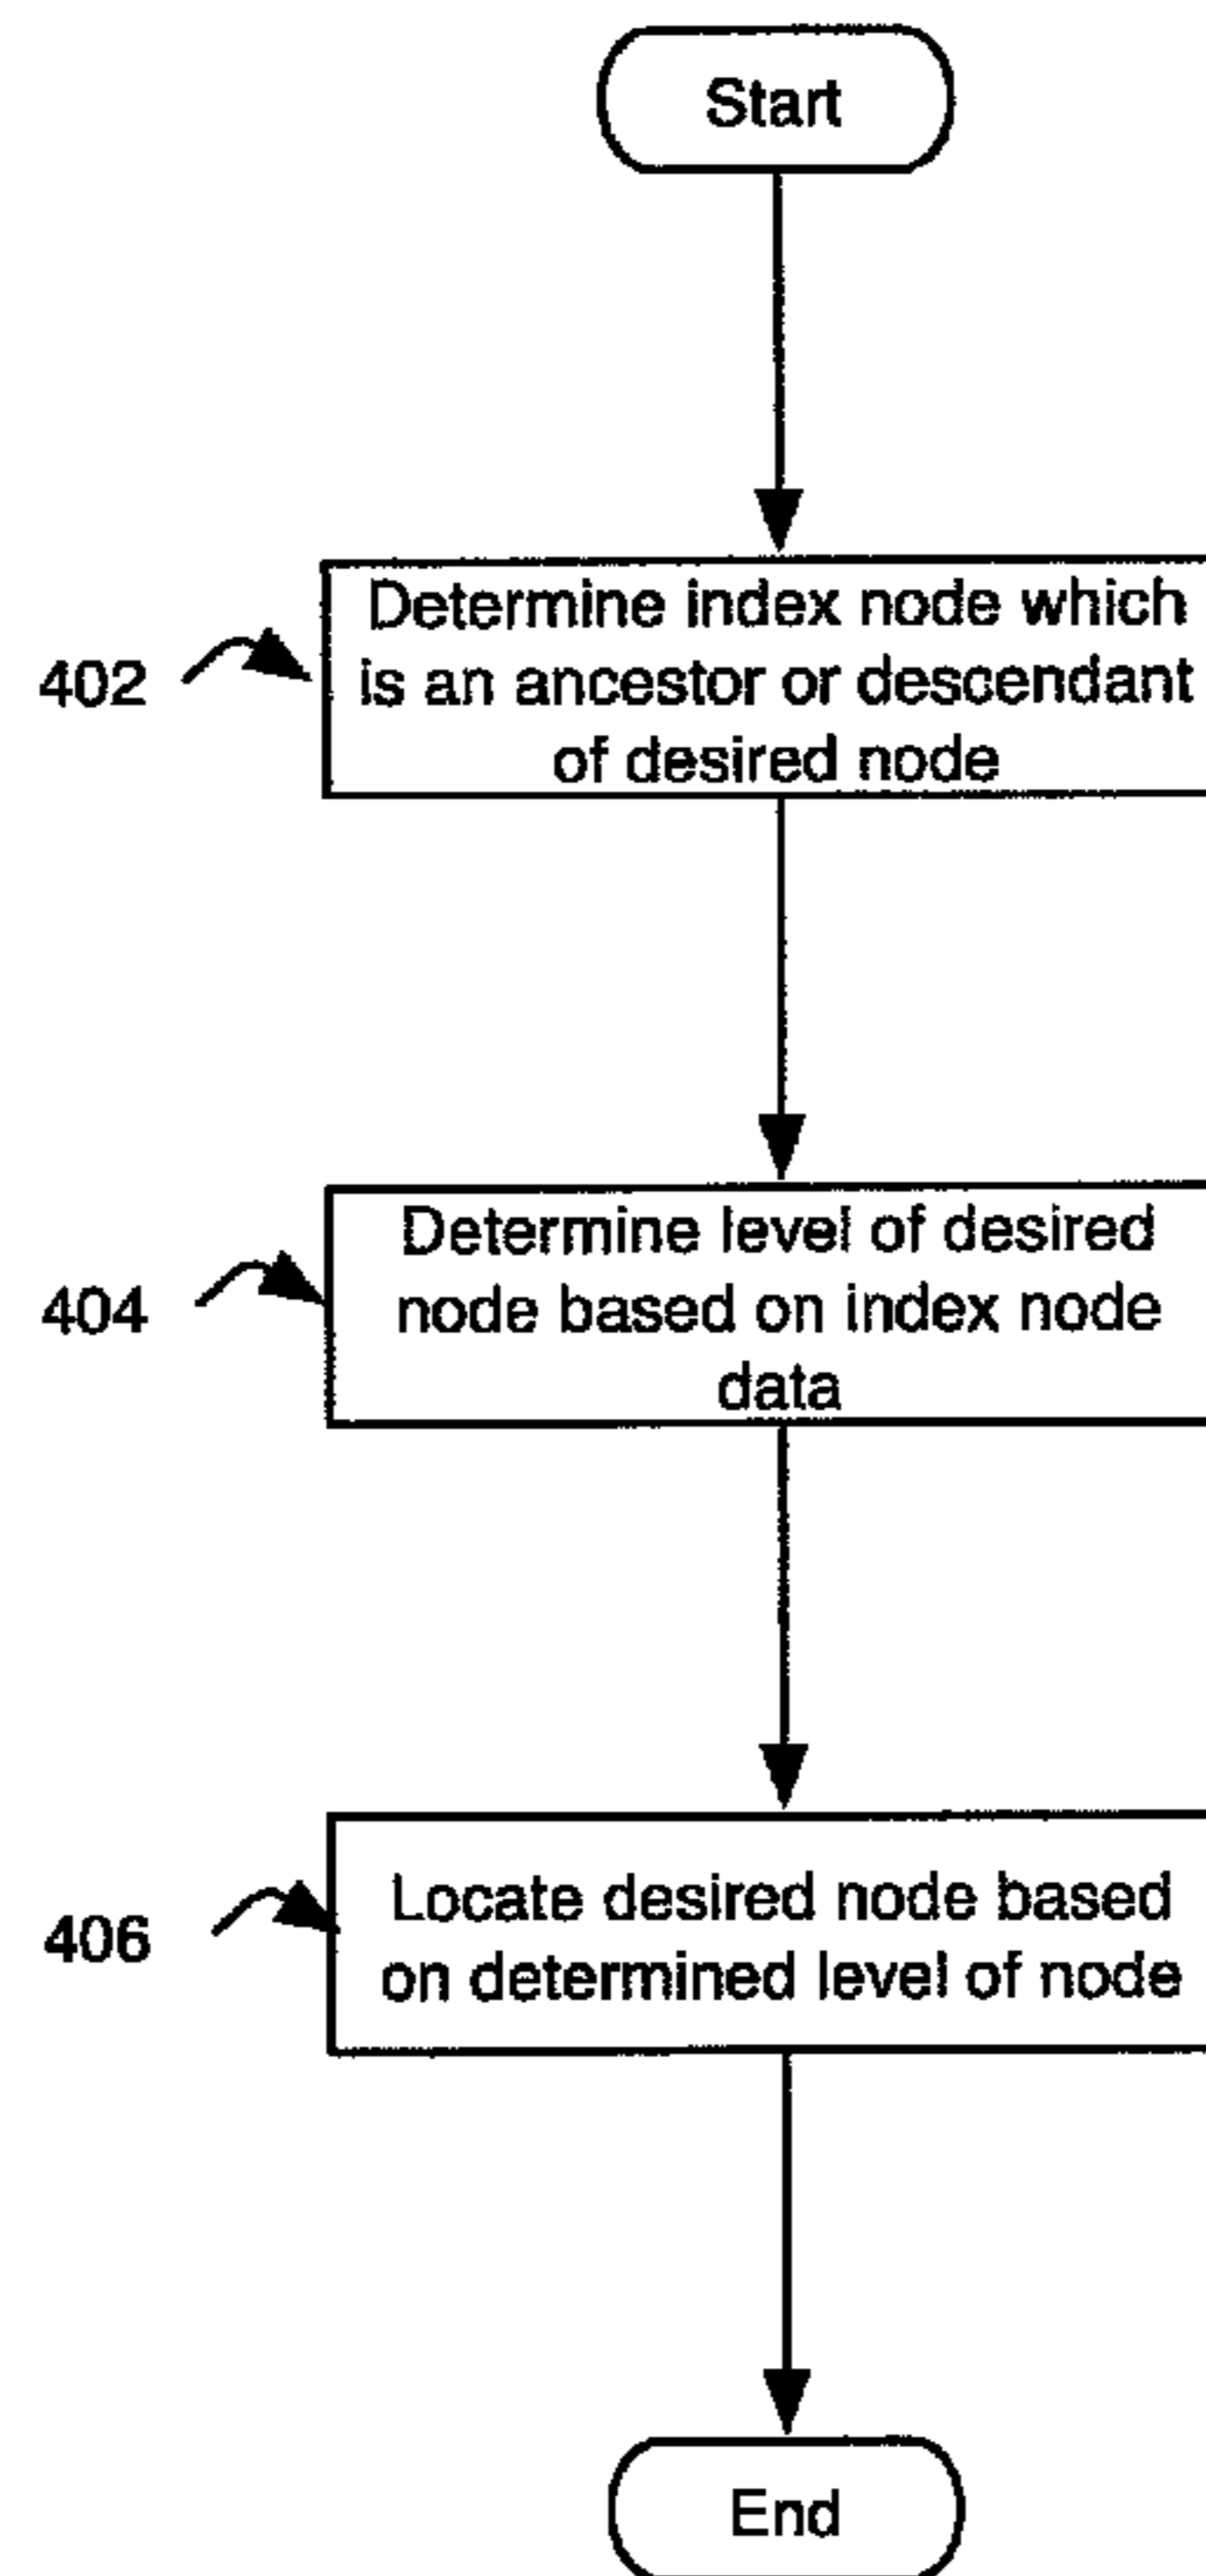 Start
402
Determine index node which
is an ancestor or descendant
of desired node
404
Determine level of desired
node based on index node
data
406
Locate desired node based
on determined level of node
End